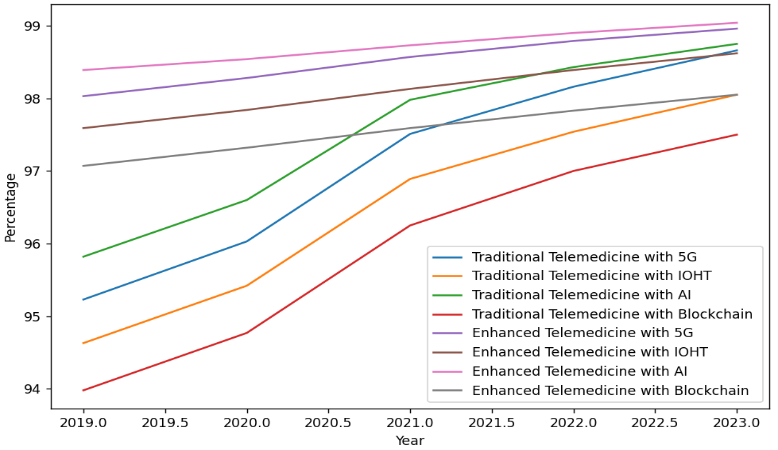 99
98
97
96
95
94
Percentage
Traditional Telemedicine with 5G
Traditional Telemedicine with IOHT
Traditional Telemedicine with AI
Traditional Telemedicine with Blockchain
Enhanced Telemedicine with 5G
Enhanced Telemedicine with IOHT
Enhanced Telemedicine with AI
Enhanced Telemedicine with Blockchain
2019.0 2019.5 2020.0 2020.5 2021.0 2021.5 2022.0 2022.5 2023.0
Year